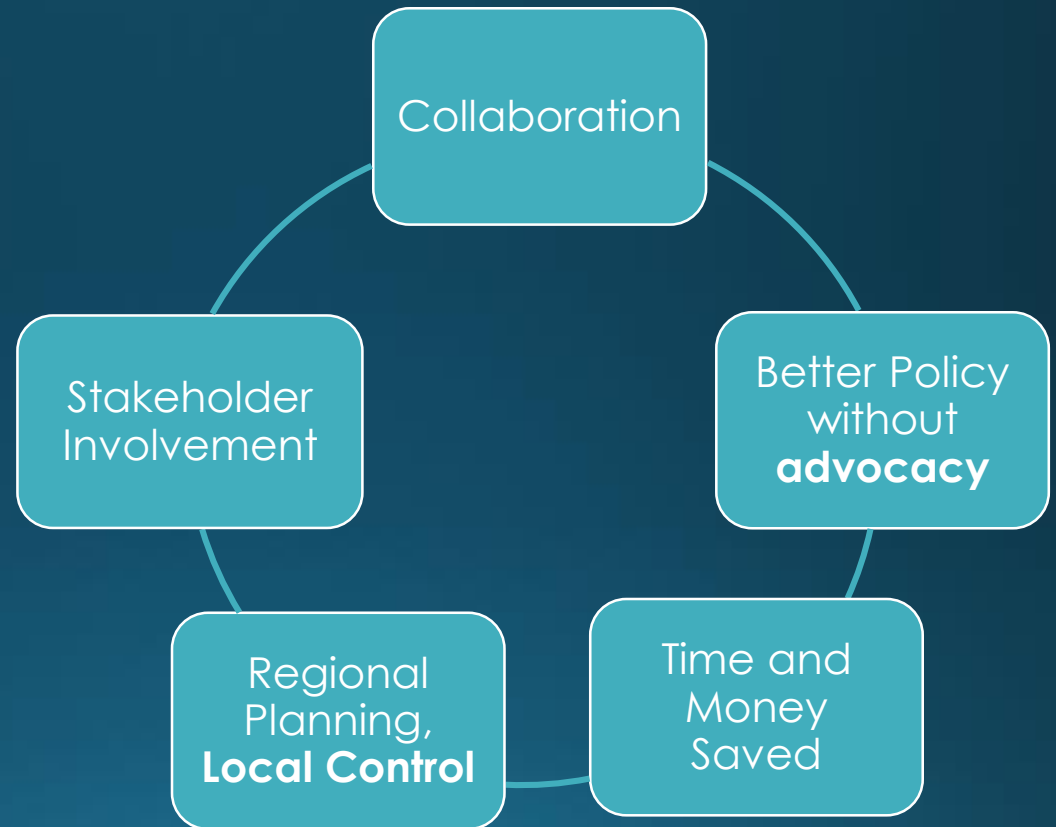 Collaboration
Better Policy
without
advocacy
Time and
Money
Saved
Regional
Planning,
Local Control
Stakeholder
Involvement